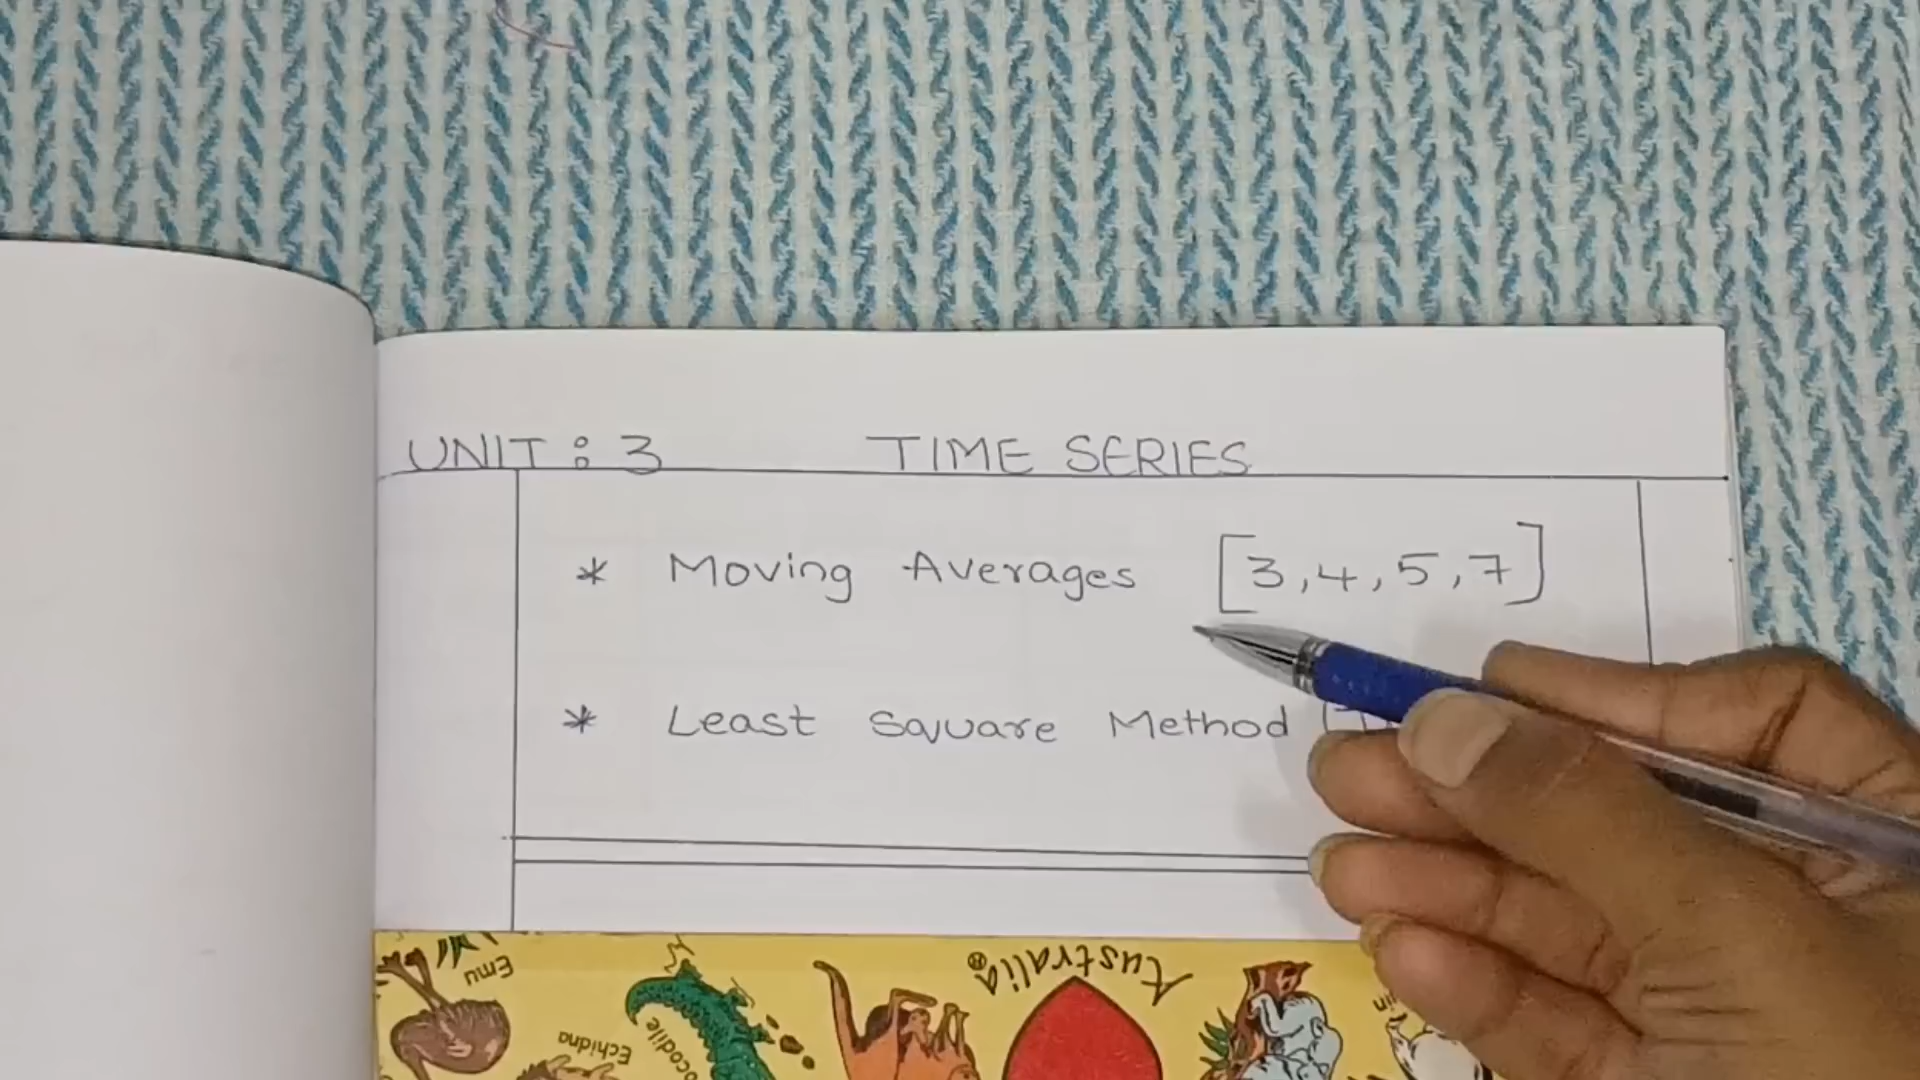 UNIT : 3 TIME SERIES
* Moving Averages [3, 4, 5, 7]
* Least Square Method
Emu
Australia®
Echidna